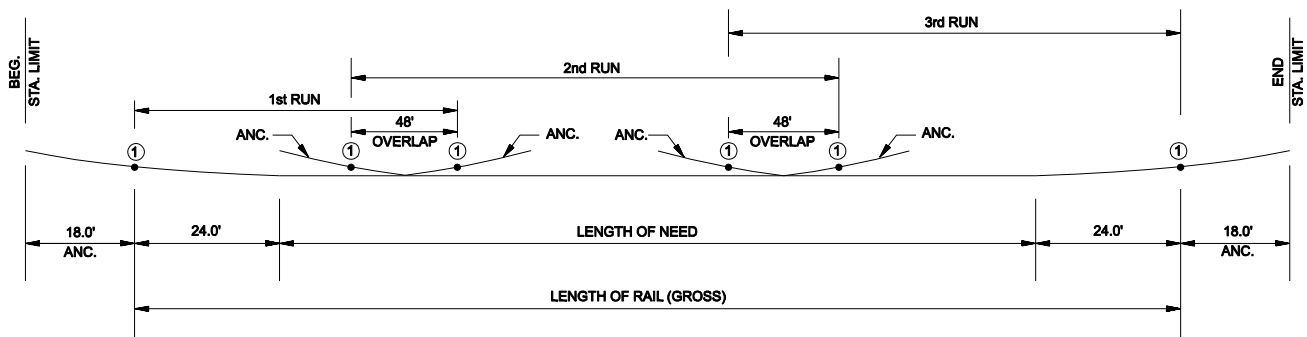 3rd RUN
2nd RUN
1st RUN
BEG.
STA. LIMIT
END
STA. LIMIT
48'
OVERLAP
48'
OVERLAP
ANC.
ANC.
ANC.
ANC.
1
1
1
1
1
1
18.0'
ANC.
24.0'
LENGTH OF NEED
24.0'
18.0'
ANC.
LENGTH OF RAIL (GROSS)